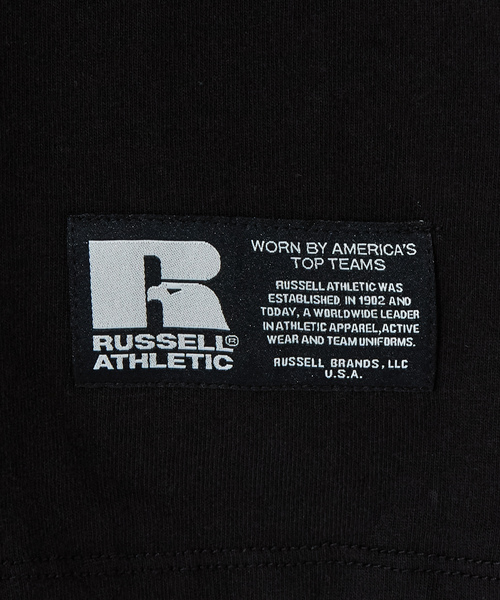 R
RUSSELL®
ATHLETIC
WORN BY AMERICA'S
TOP TEAMS
RUSSELL ATHLETIC WAS
ESTABLISHED IN 1902 AND
TODAY, A WORLDWIDE LEADER
IN ATHLETIC APPAREL,ACTIVE
WEAR AND TEAM UNIFORMS.
RUSSELL BRANDS, LLC
U.S.A.